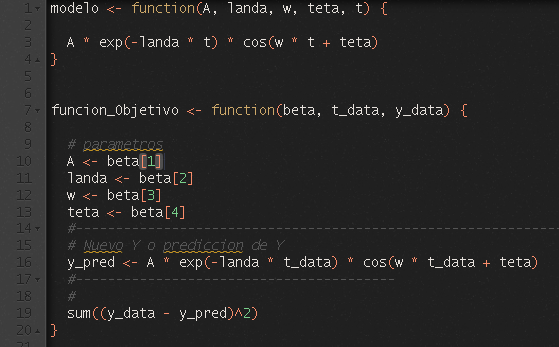 1 modelo <- function(A, landa, w, teta, t) {
2
3 A * exp(-landa * t) * cos(w * t + teta)
4 }
5
6
7 funcion_Objetivo <- function(beta, t_data, y_data) {
8
9 # parametros
10 A <- beta[1]
11 landa <- beta[2]
12 w <- beta[3]
13 teta <- beta[4]
14 #----------------------------------------------------------------
15 # Nuevo Y o prediccion de Y
16 y_pred <- A * exp(-landa * t_data) * cos(w * t_data + teta)
17 #----------------------------------------
18 #
19 sum((y_data - y_pred)^2)
20 }